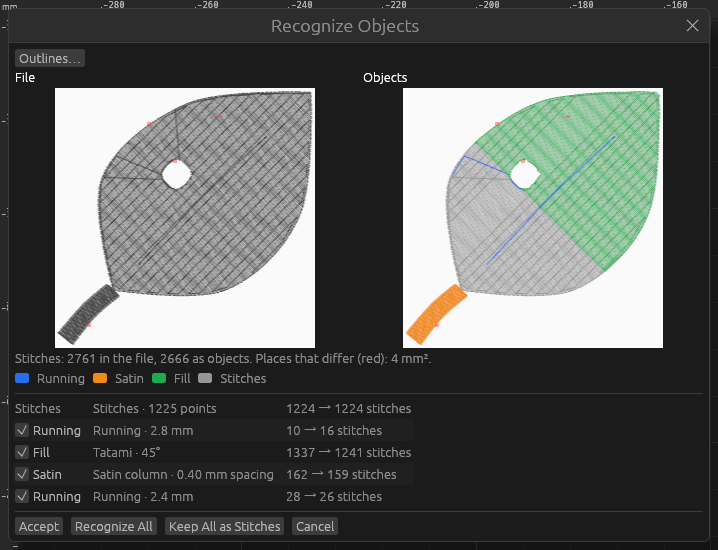 mm -280 -260 -240 -220 -200 -180 -160
Recognize Objects
Outlines...
File Objects
Stitches: 2761 in the file, 2666 as objects. Places that differ (red): 4 mm².
Running Satin Fill Stitches
Stitches Stitches · 1225 points 1224 → 1224 stitches
Running Running · 2.8 mm 10 → 16 stitches
Fill Tatami · 45° 1337 → 1241 stitches
Satin Satin column · 0.40 mm spacing 162 → 159 stitches
Running Running · 2.4 mm 28 → 26 stitches
Accept Recognize All Keep All as Stitches Cancel